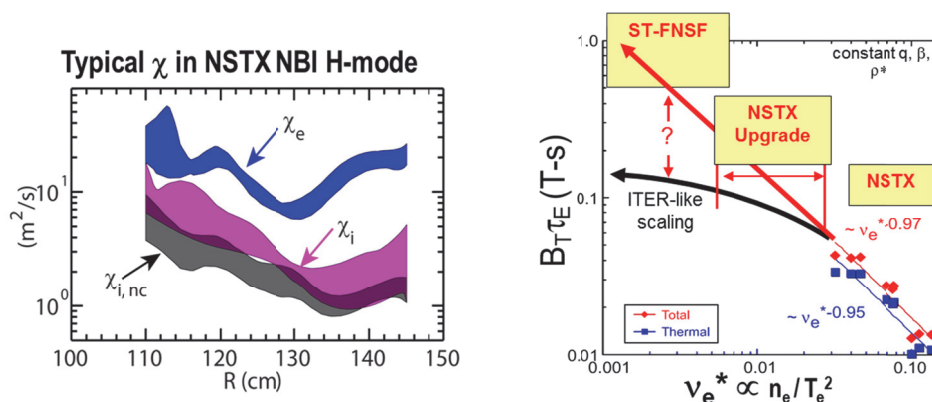 Typical χ in NSTX NBI H-mode
(m²/s)
10¹
10⁰
χe
χi
χi, nc
100 110 120 130 140 150
R (cm)
ST-FNSF
constant q, β,
ρ*
NSTX
Upgrade
NSTX
?
ITER-like
scaling
~ νe*-0.97
~ νe*-0.95
Total
Thermal
BT τE (T-s)
1.0
0.1
0.01
0.001 0.01 0.10
νe* ∝ ne/Te²